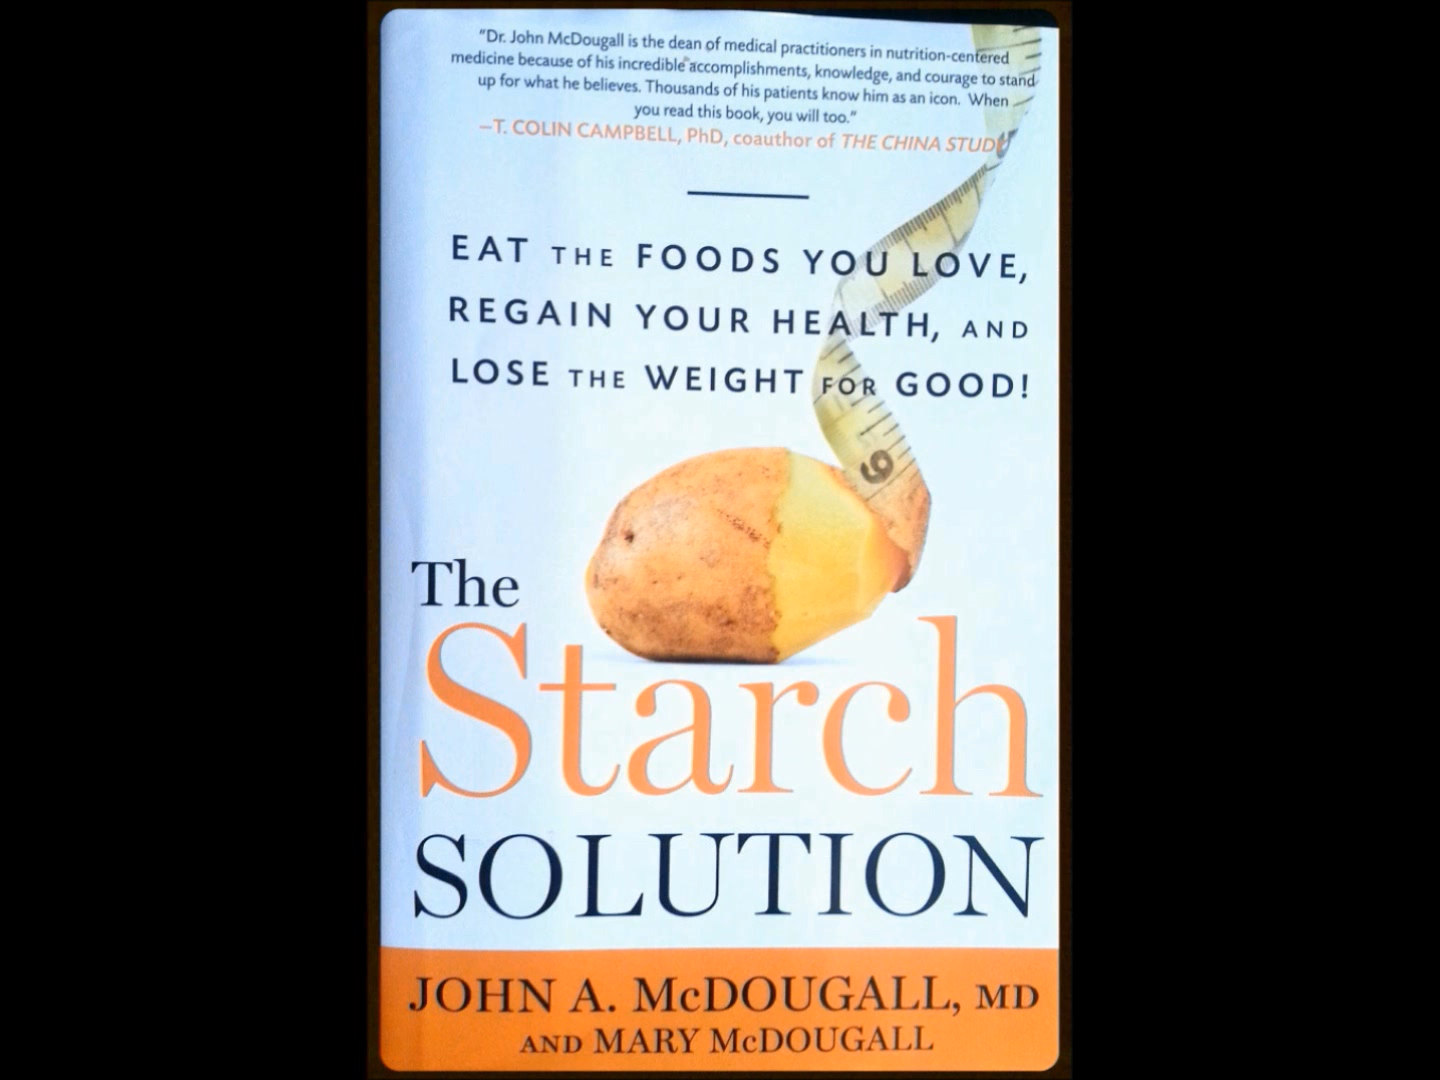 "Dr. John McDougall is the dean of medical practitioners in nutrition-centered
medicine because of his incredible accomplishments, knowledge, and courage to stand
up for what he believes. Thousands of his patients know him as an icon. When
you read this book, you will too."
—T. COLIN CAMPBELL, PhD, coauthor of THE CHINA STUDY
EAT THE FOODS YOU LOVE,
REGAIN YOUR HEALTH, AND
LOSE THE WEIGHT FOR GOOD!
9
The
Starch
SOLUTION
JOHN A. McDOUGALL, MD
AND MARY McDOUGALL